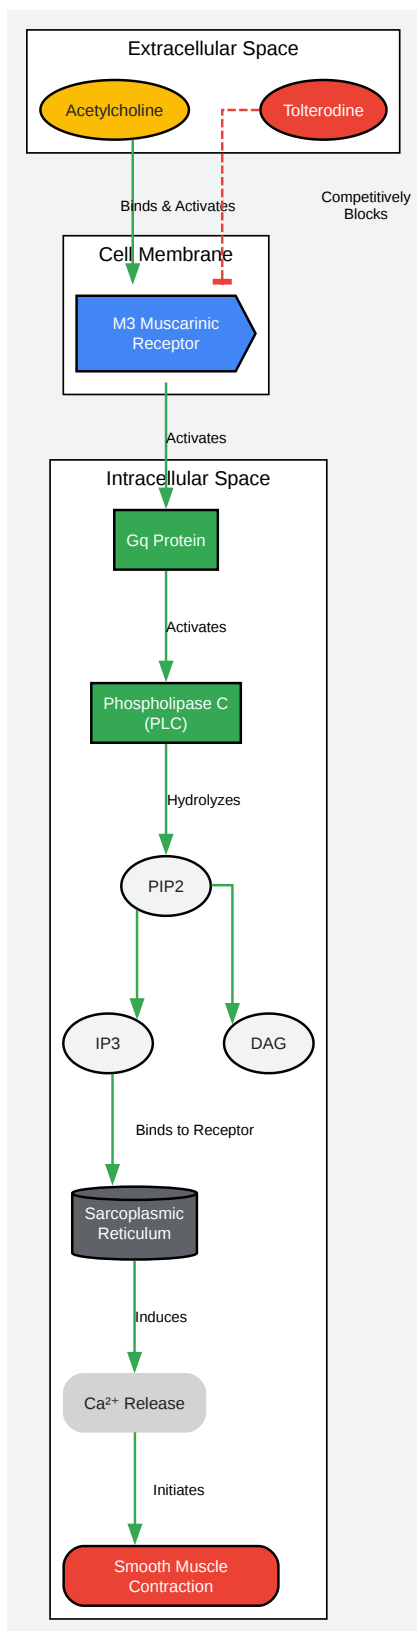 Extracellular Space
Acetylcholine
Tolterodine
Binds & Activates
Competitively
Blocks
Cell Membrane
M3 Muscarinic
Receptor
Activates
Intracellular Space
Gq Protein
Activates
Phospholipase C
(PLC)
Hydrolyzes
PIP2
IP3
DAG
Binds to Receptor
Sarcoplasmic
Reticulum
Induces
Ca²⁺ Release
Initiates
Smooth Muscle
Contraction